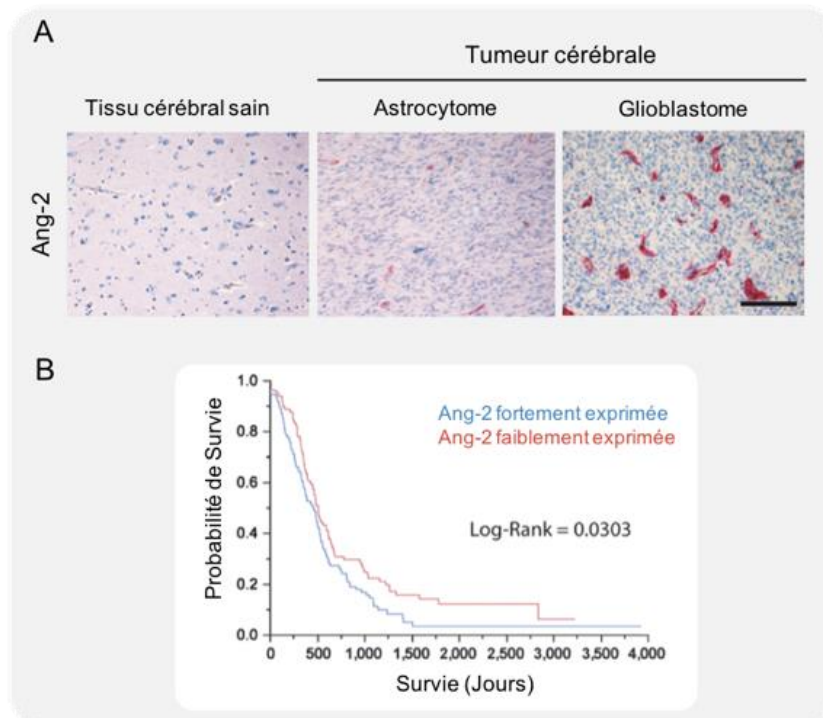 A
Tumeur cérébrale
Tissu cérébral sain
Astrocytome
Glioblastome
Ang-2
B
1.0
0.8
0.6
0.4
0.2
0.0
Probabilité de Survie
Ang-2 fortement exprimée
Ang-2 faiblement exprimée
Log-Rank = 0.0303
0 500 1,000 1,500 2,000 2,500 3,000 3,500 4,000
Survie (Jours)